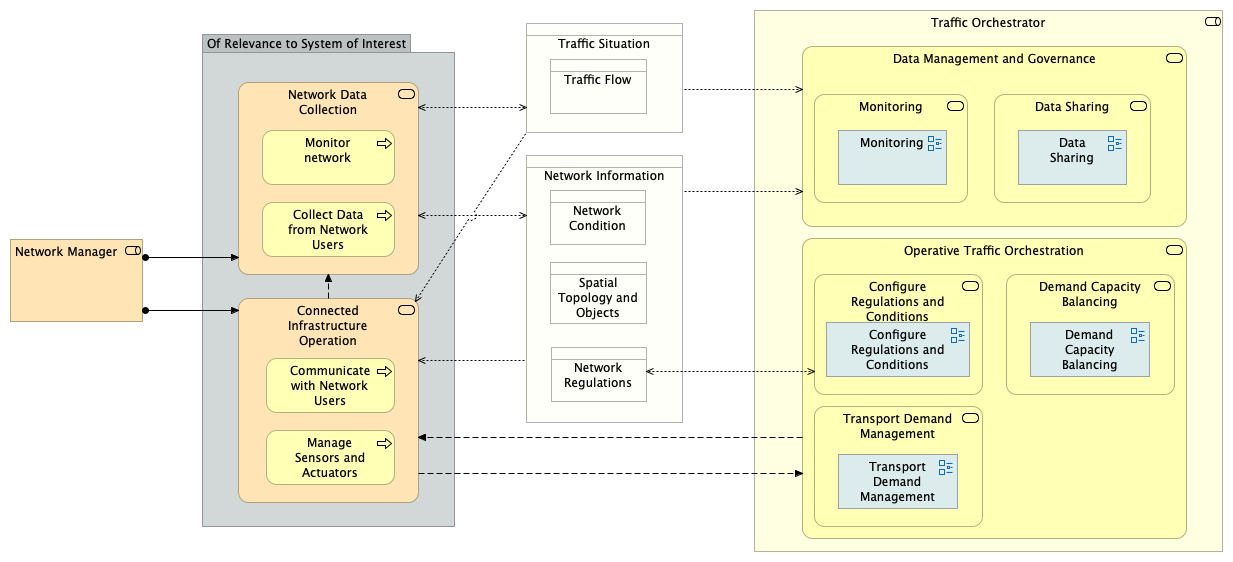 Of Relevance to System of Interest
Network Data
Collection
Monitor
network
Collect Data
from Network
Users
Network Manager
Connected
Infrastructure
Operation
Communicate
with Network
Users
Manage
Sensors and
Actuators
Traffic Situation
Traffic Flow
Network Information
Network
Condition
Spatial
Topology and
Objects
Network
Regulations
Traffic Orchestrator
Data Management and Governance
Monitoring
Monitoring
Data Sharing
Data
Sharing
Operative Traffic Orchestration
Configure
Regulations and
Conditions
Configure
Regulations and
Conditions
Demand Capacity
Balancing
Demand
Capacity
Balancing
Transport Demand
Management
Transport
Demand
Management